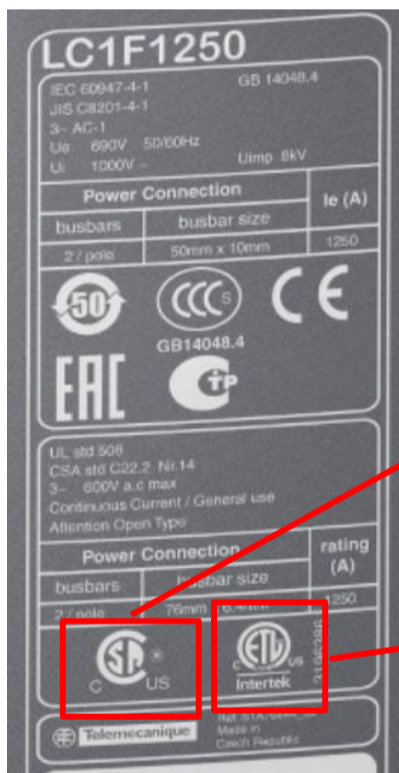 LC1F1250
IEC 60947-4-1 GB 14048.4
JIS C8201-4-1
3~ AC-1
Ue 690V 50/60Hz
Ui 1000V ~ Uimp 8kV
Power Connection Ie (A)
busbars busbar size
2 / pole 50mm x 10mm 1250
50 CCC S CE
GB14048.4
EAC CTP
UL std 508
CSA std C22.2 Nr.14
3~ 600V a.c max
Continuous Current / General use
Attention Open Type
Power Connection rating
(A)
busbars busbar size
2 / pole 76mm 1250
CSA ® C US
ETL C US
Intertek
3196386
Telemecanique
Made in
Czech Republic